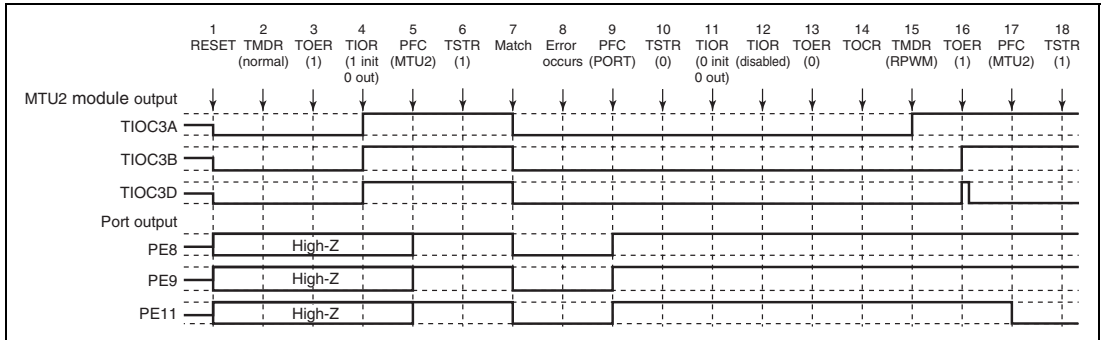 1 2 3 4 5 6 7 8 9 10 11 12 13 14 15 16 17 18
RESET TMDR TOER TIOR PFC TSTR Match Error PFC TSTR TIOR TIOR TOER TOCR TMDR TOER PFC TSTR
(normal) (1) (1 init (MTU2) (1) occurs (PORT) (0) (0 init (disabled) (0) (RPWM) (1) (MTU2) (1)
0 out) 0 out)
MTU2 module output
TIOC3A
TIOC3B
TIOC3D
Port output
PE8 High-Z
PE9 High-Z
PE11 High-Z